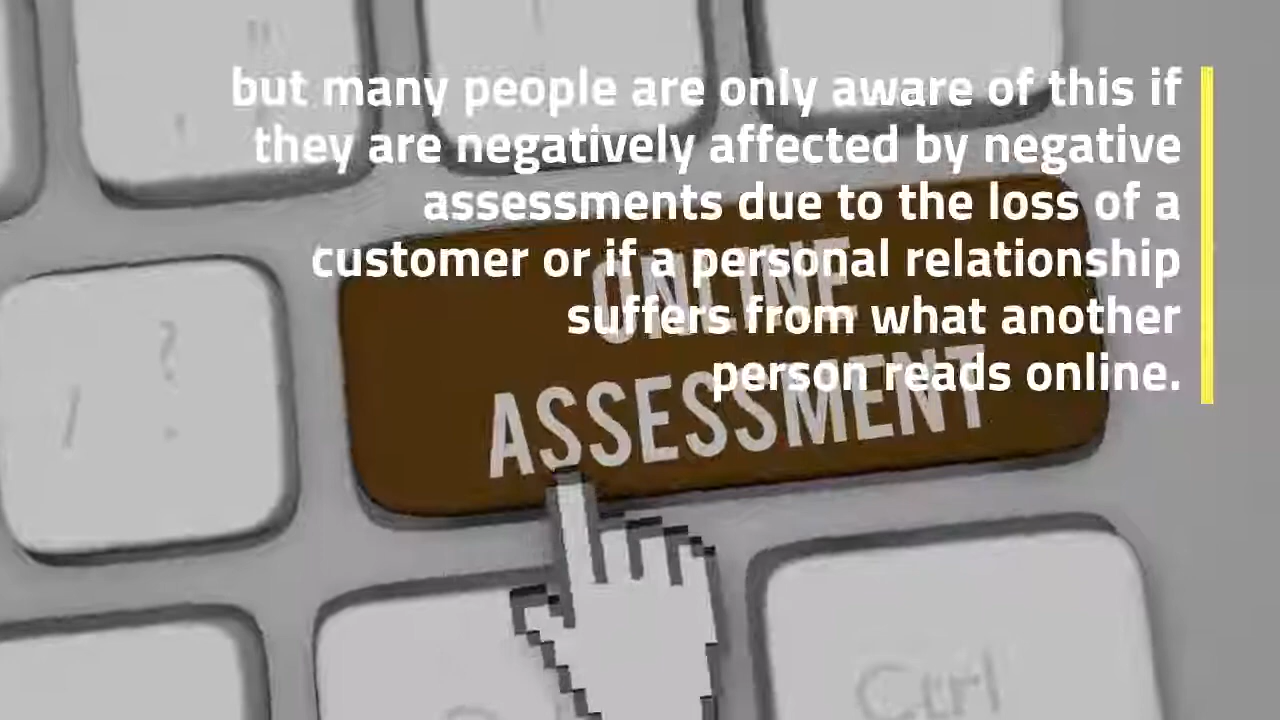 but many people are only aware of this if
they are negatively affected by negative
assessments due to the loss of a
customer or if a personal relationship
suffers from what another
person reads online.
ONLINE
ASSESSMENT
Ctrl